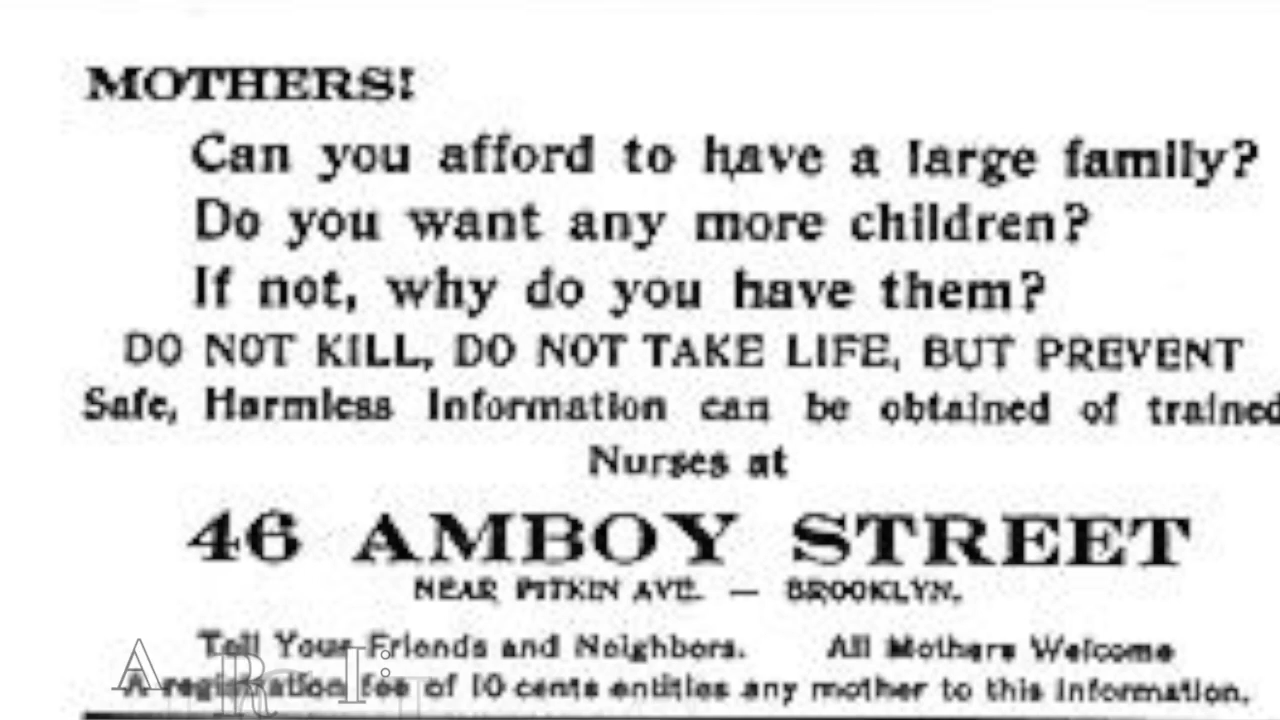 MOTHERS!
Can you afford to have a large family?
Do you want any more children?
If not, why do you have them?
DO NOT KILL, DO NOT TAKE LIFE, BUT PREVENT
Safe, Harmless Information can be obtained of trained
Nurses at
46 AMBOY STREET
NEAR PITKIN AVE. — BROOKLYN.
Tell Your Friends and Neighbors. All Mothers Welcome
A registration fee of 10 cents entitles any mother to this information.